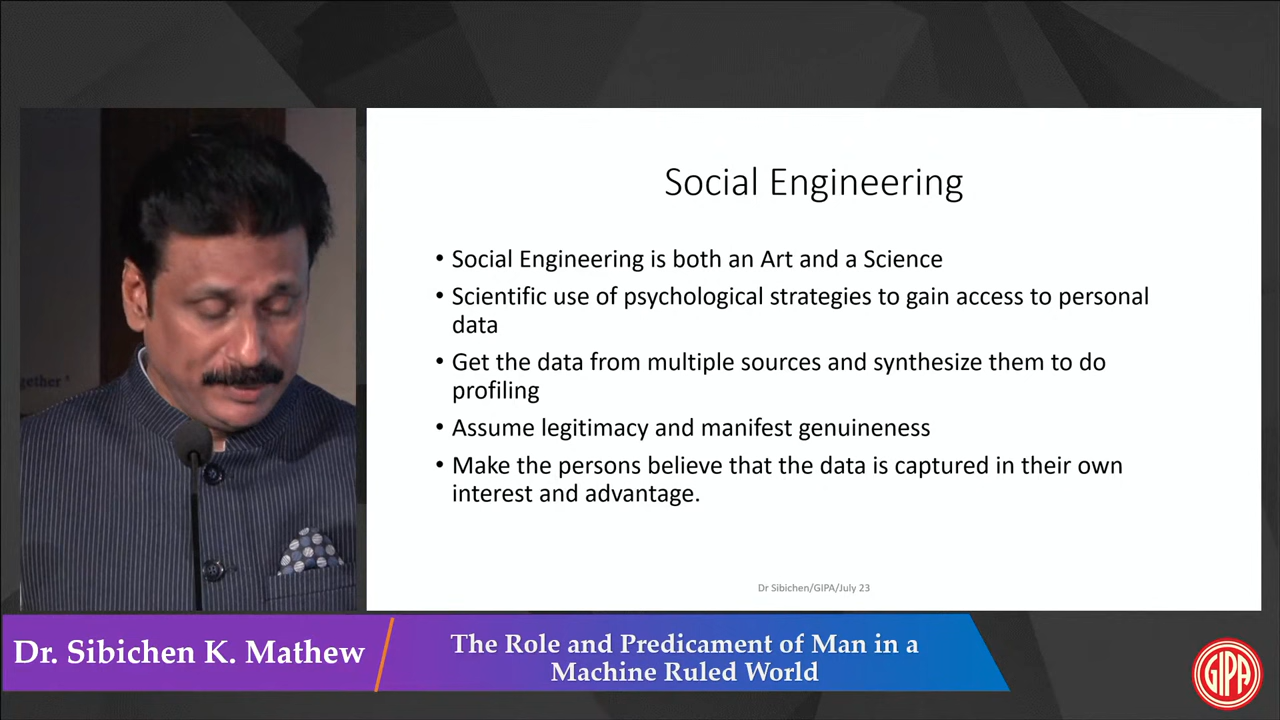 gether '
Social Engineering
• Social Engineering is both an Art and a Science
• Scientific use of psychological strategies to gain access to personal
data
• Get the data from multiple sources and synthesize them to do
profiling
• Assume legitimacy and manifest genuineness
• Make the persons believe that the data is captured in their own
interest and advantage.
Dr Sibichen/GIPA/July 23
Dr. Sibichen K. Mathew
The Role and Predicament of Man in a
Machine Ruled World
GIPA